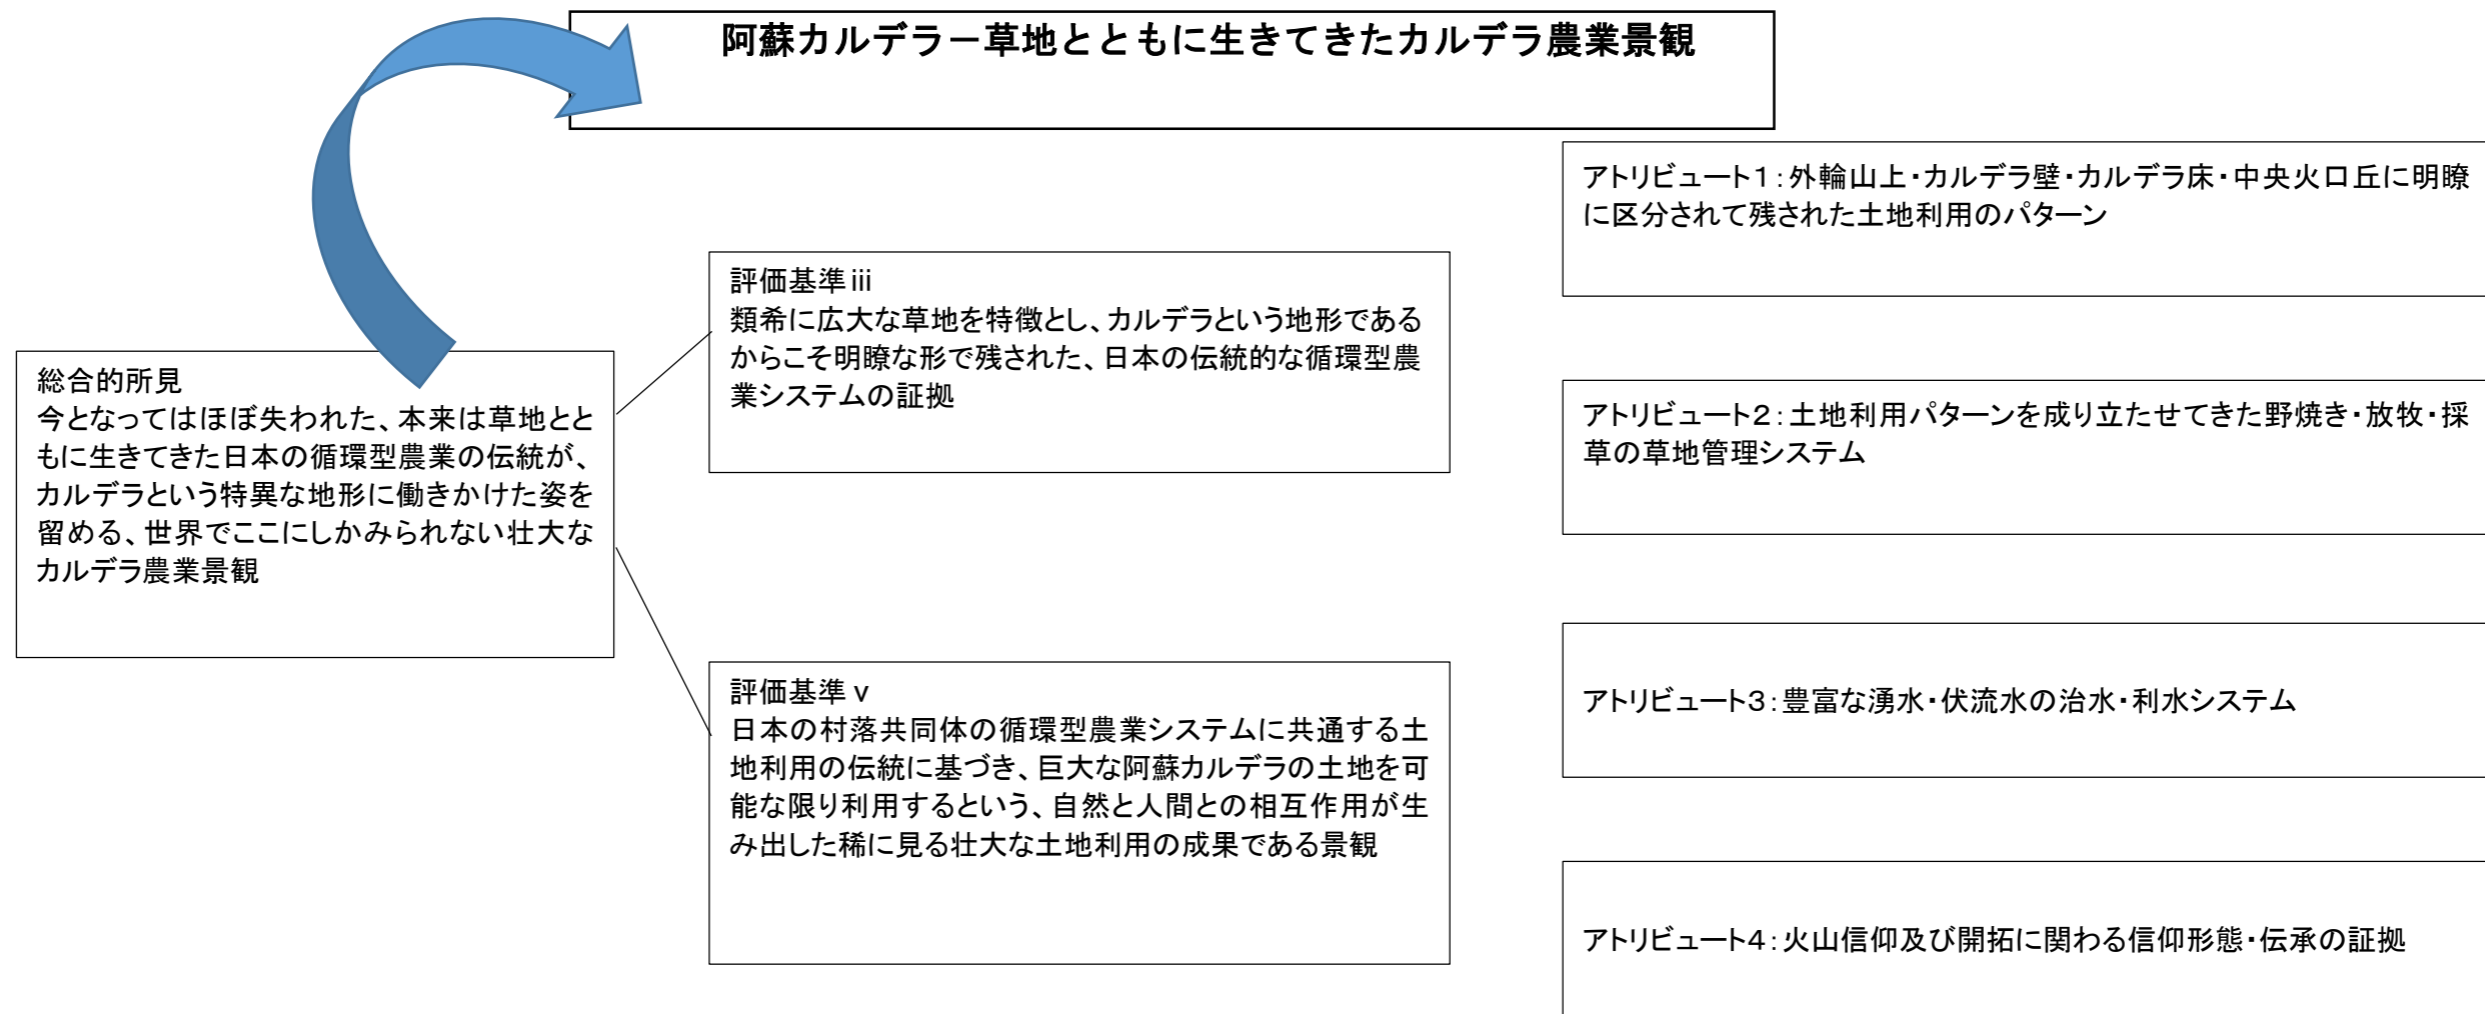 阿蘇カルデラー草地とともに生きてきたカルデラ農業景観
総合的所見
今となってはほぼ失われた、本来は草地とと
もに生きてきた日本の循環型農業の伝統が、
カルデラという特異な地形に働きかけた姿を
留める、世界でここにしかみられない壮大な
カルデラ農業景観
評価基準ⅲ
類希に広大な草地を特徴とし、カルデラという地形である
からこそ明瞭な形で残された、日本の伝統的な循環型農
業システムの証拠
評価基準ⅴ
日本の村落共同体の循環型農業システムに共通する土
地利用の伝統に基づき、巨大な阿蘇カルデラの土地を可
能な限り利用するという、自然と人間との相互作用が生
み出した稀に見る壮大な土地利用の成果である景観
アトリビュート1：外輪山上・カルデラ壁・カルデラ床・中央火口丘に明瞭
に区分されて残された土地利用のパターン
アトリビュート2：土地利用パターンを成り立たせてきた野焼き・放牧・採
草の草地管理システム
アトリビュート3：豊富な湧水・伏流水の治水・利水システム
アトリビュート4：火山信仰及び開拓に関わる信仰形態・伝承の証拠